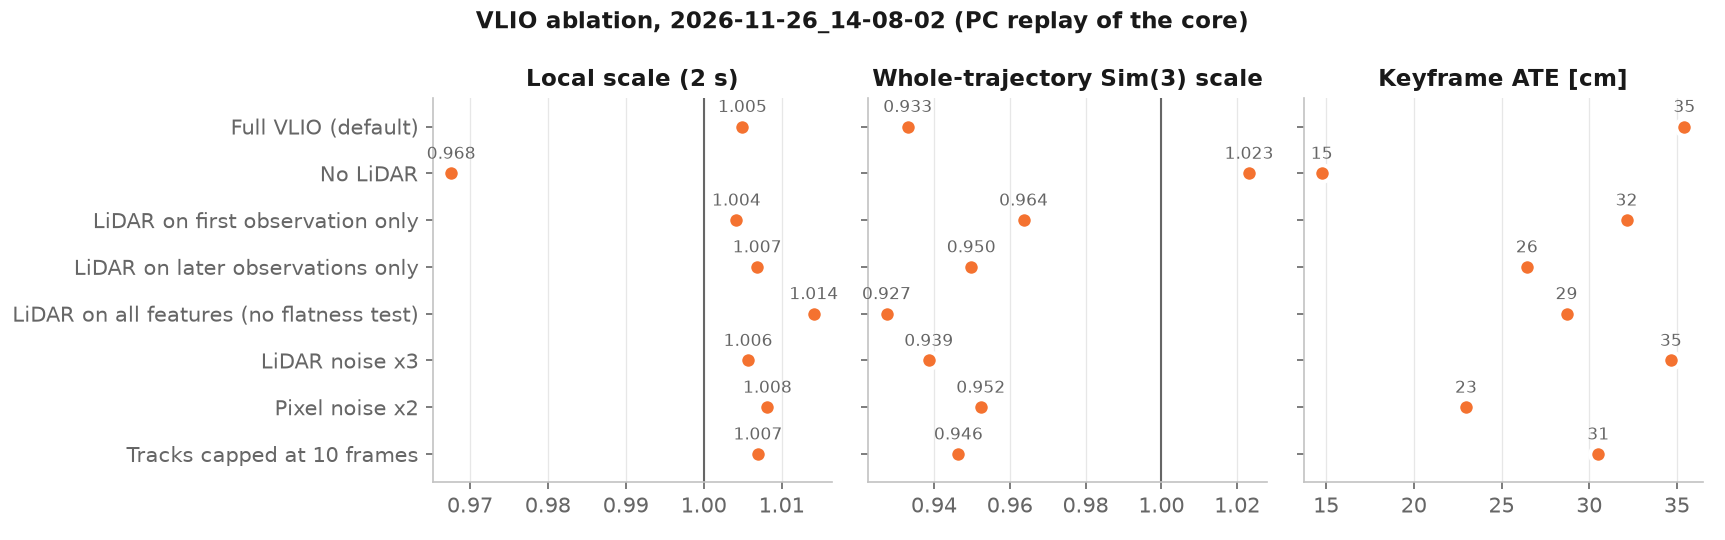 VLIO ablation, 2026-11-26_14-08-02 (PC replay of the core)
Local scale (2 s)
Whole-trajectory Sim(3) scale
Keyframe ATE [cm]
Full VLIO (default)
1.005
0.933
35
No LiDAR
0.968
1.023
15
LiDAR on first observation only
1.004
0.964
32
LiDAR on later observations only
1.007
0.950
26
LiDAR on all features (no flatness test)
1.014
0.927
29
LiDAR noise x3
1.006
0.939
35
Pixel noise x2
1.008
0.952
23
Tracks capped at 10 frames
1.007
0.946
31
0.97 0.98 0.99 1.00 1.01
0.94 0.96 0.98 1.00 1.02
15 20 25 30 35